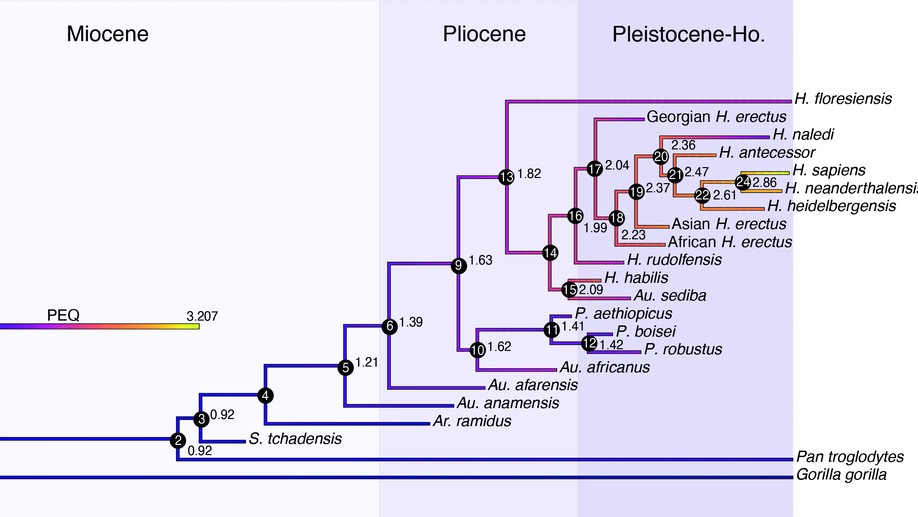 Miocene
Pliocene
Pleistocene-Ho.
H. floresiensis
Georgian H. erectus
H. naledi
20
2.36
H. antecessor
13
1.82
17
2.04
21
2.47
H. sapiens
24
2.86
H. neanderthalensis
19
2.37
22
2.61
H. heidelbergensis
16
1.99
18
2.23
Asian H. erectus
African H. erectus
14
H. rudolfensis
9
1.63
H. habilis
15
2.09
Au. sediba
PEQ
3.207
P. aethiopicus
6
1.39
11
1.41
P. boisei
12
1.42
10
1.62
P. robustus
5
1.21
Au. africanus
Au. afarensis
4
Au. anamensis
3
0.92
Ar. ramidus
2
0.92
S. tchadensis
Pan troglodytes
Gorilla gorilla